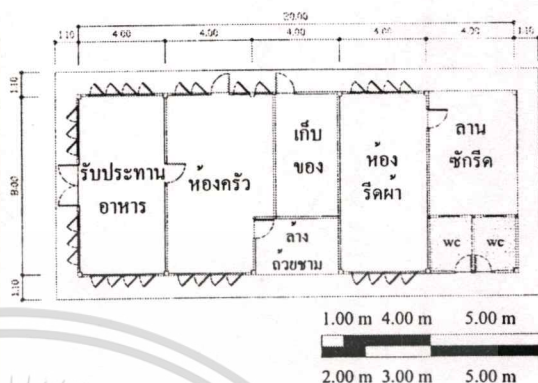 20.00
1.10 4.00 4.00 4.00 4.00 4.00 1.10
1.10
8.00
1.10
รับประทาน
อาหาร
ห้องครัว
เก็บ
ของ
ล้าง
ถ้วยชาม
ห้อง
รีดผ้า
ลาน
ซักรีด
WC WC
1.00 m 4.00 m 5.00 m
2.00 m 3.00 m 5.00 m